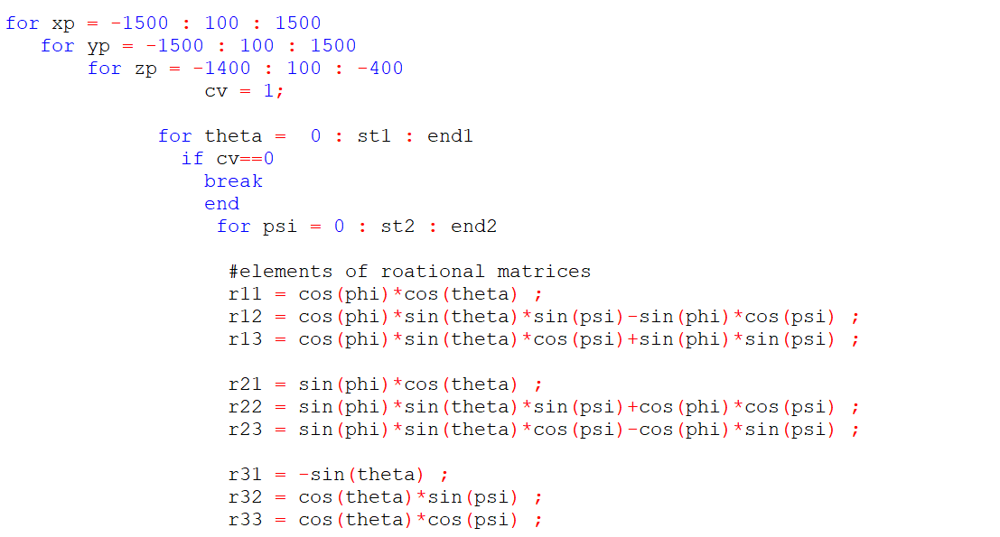 for xp = -1500 : 100 : 1500
for yp = -1500 : 100 : 1500
for zp = -1400 : 100 : -400
cv = 1;
for theta =  0 : st1 : end1
if cv==0
break
end
for psi = 0 : st2 : end2
#elements of roational matrices
r11 = cos(phi)*cos(theta) ;
r12 = cos(phi)*sin(theta)*sin(psi)-sin(phi)*cos(psi) ;
r13 = cos(phi)*sin(theta)*cos(psi)+sin(phi)*sin(psi) ;
r21 = sin(phi)*cos(theta) ;
r22 = sin(phi)*sin(theta)*sin(psi)+cos(phi)*cos(psi) ;
r23 = sin(phi)*sin(theta)*cos(psi)-cos(phi)*sin(psi) ;
r31 = -sin(theta) ;
r32 = cos(theta)*sin(psi) ;
r33 = cos(theta)*cos(psi) ;